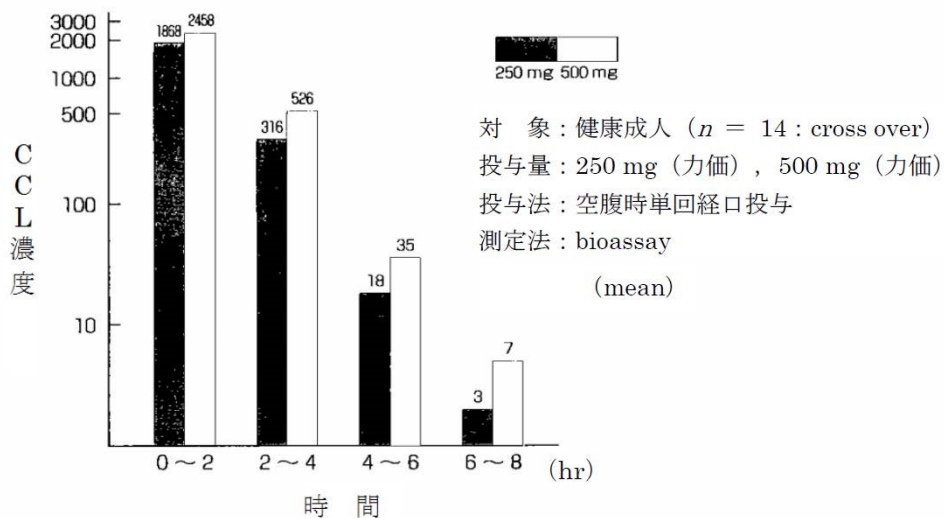 3000
2000
1000
500
100
10
CCL濃度
1868
2458
316
526
18
35
3
7
0～2
2～4
4～6
6～8
(hr)
時　間
250 mg 500 mg
対　象：健康成人（n = 14：cross over）
投与量：250 mg（力価）, 500 mg（力価）
投与法：空腹時単回経口投与
測定法：bioassay
（mean）